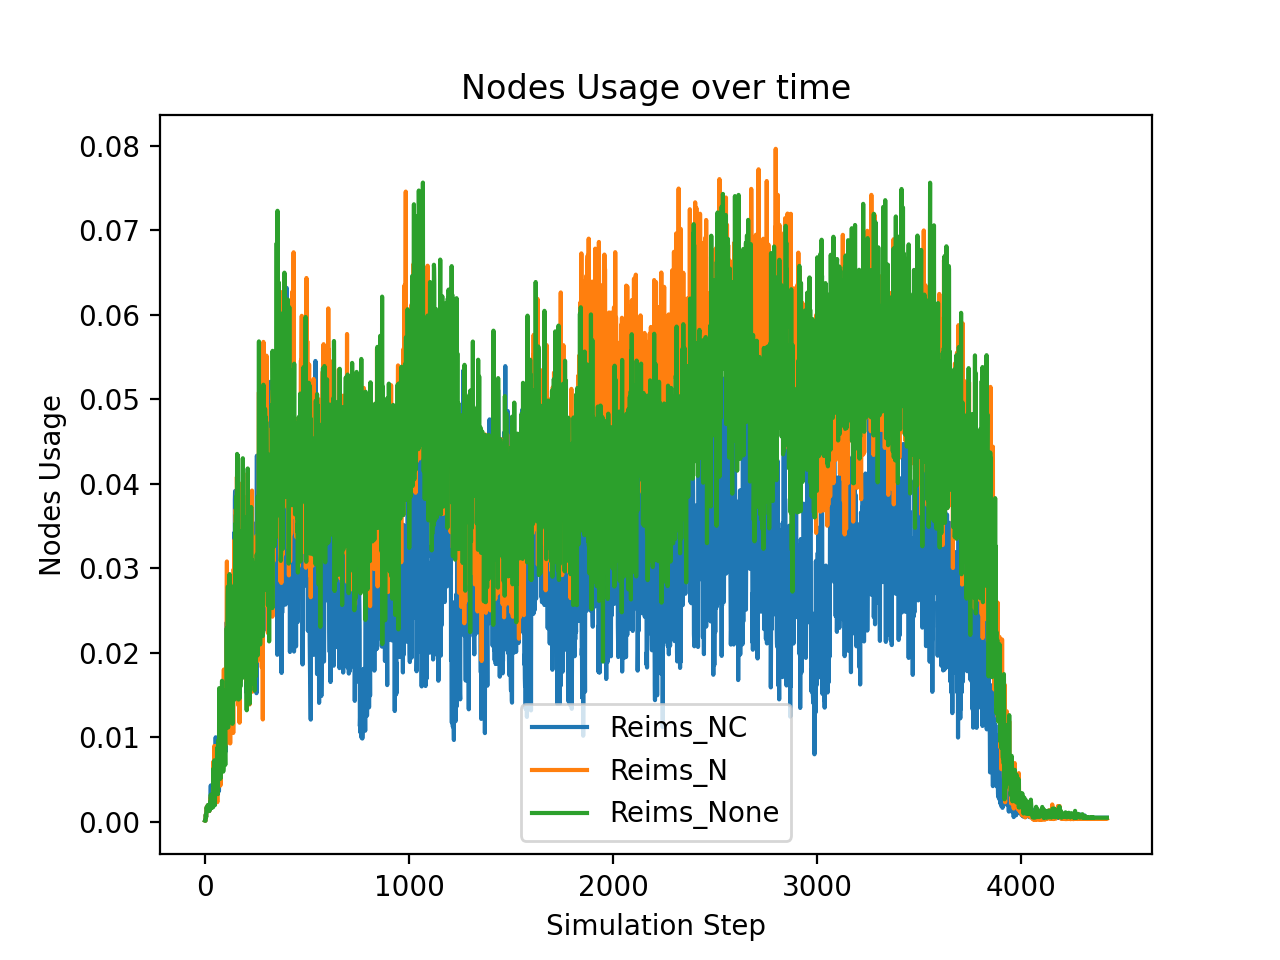 Nodes Usage over time
0.08
0.07
0.06
0.05
0.04
0.03
0.02
0.01
0.00
Nodes Usage
Reims_NC
Reims_N
Reims_None
0 1000 2000 3000 4000
Simulation Step